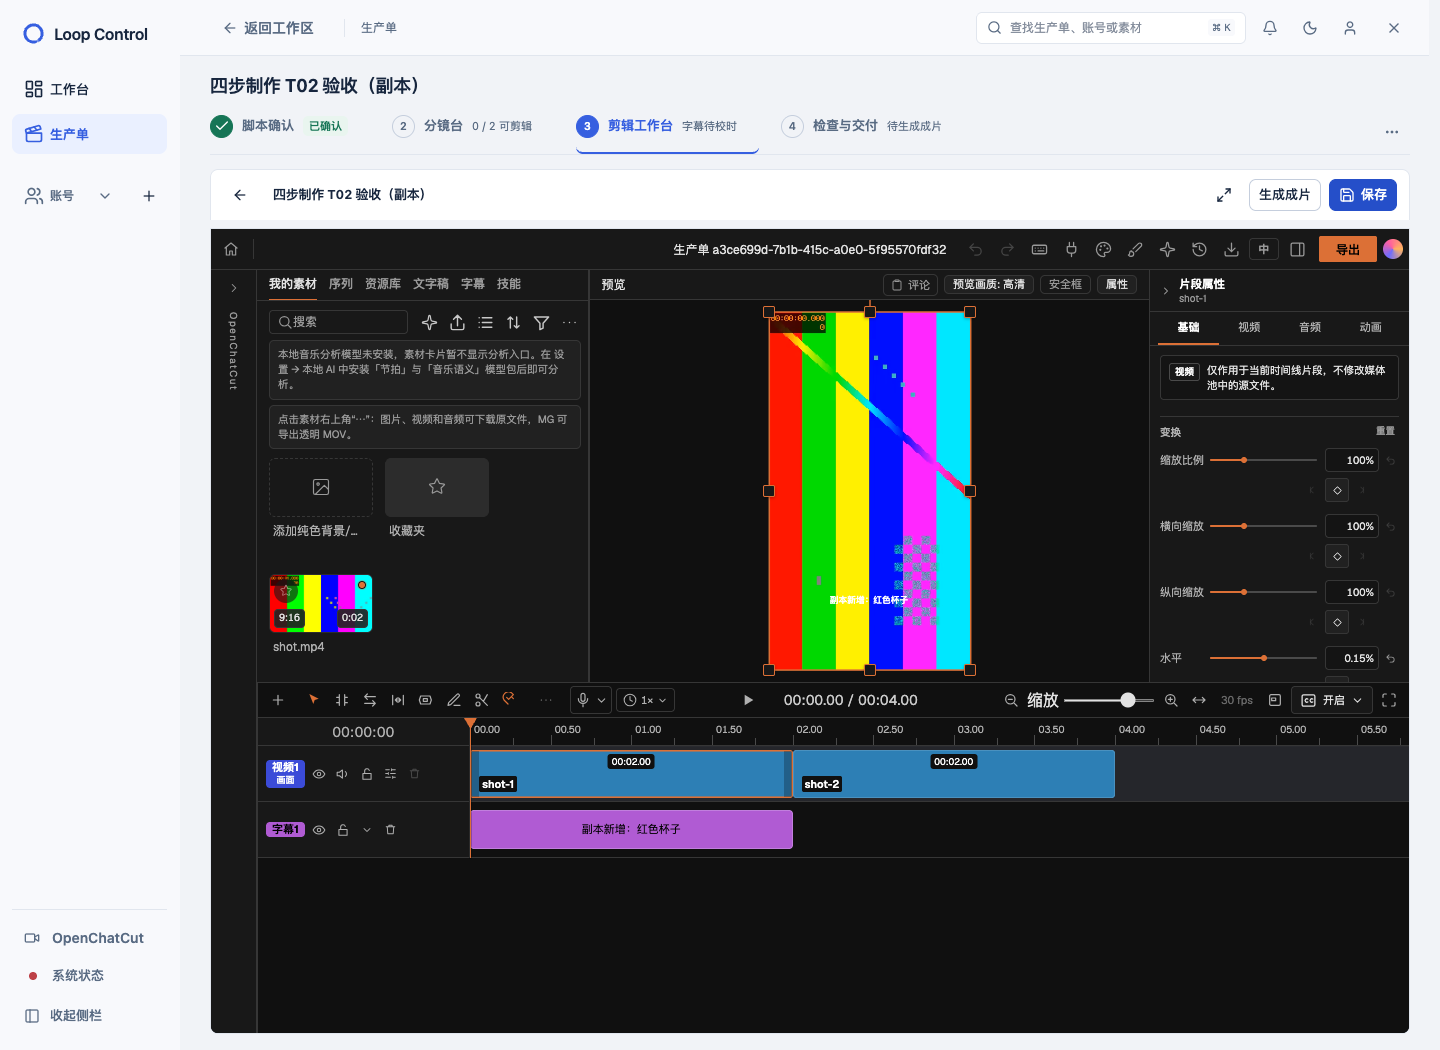 Loop Control
返回工作区
生产单
查找生产单、账号或素材
⌘ K
工作台
生产单
账号
四步制作 T02 验收（副本）
脚本确认 已确认
2 分镜台 0 / 2 可剪辑
3 剪辑工作台 字幕待校时
4 检查与交付 待生成成片
四步制作 T02 验收（副本）
生成成片
保存
生产单 a3ce699d-7b1b-415c-a0e0-5f95570fdf32
中
导出
OpenChatCut
我的素材 序列 资源库 文字稿 字幕 技能
搜索
本地音乐分析模型未安装，素材卡片暂不显示分析入口。在 设
置 → 本地 AI 中安装「节拍」与「音乐语义」模型包后即可分
析。
点击素材右上角“···”：图片、视频和音频可下载原文件，MG 可
导出透明 MOV。
添加纯色背景/...
收藏夹
9:16
0:02
shot.mp4
预览
评论
预览画质: 高清
安全框
属性
00:00:00.000
0
副本新增：红色杯子
片段属性
shot-1
基础 视频 音频 动画
视频 仅作用于当前时间线片段，不修改媒体
池中的源文件。
变换 重置
缩放比例 100%
横向缩放 100%
纵向缩放 100%
水平 0.15%
1×
00:00.00 / 00:04.00
缩放
30 fps
开启
00:00:00
00.00 00.50 01.00 01.50 02.00 02.50 03.00 03.50 04.00 04.50 05.00 05.50
视频1
画面
00:02.00
shot-1
00:02.00
shot-2
字幕1
副本新增：红色杯子
OpenChatCut
系统状态
收起侧栏